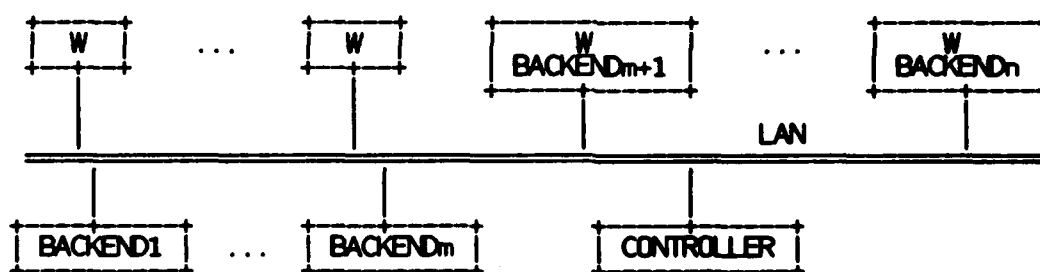 W ... W W ... W
BACKENDm+1 BACKENDn
LAN
BACKEND1 ... BACKENDm CONTROLLER